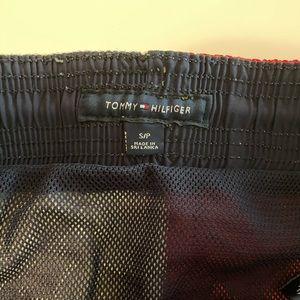 TOMMY HILFIGER
S/P
MADE IN
SRI LANKA